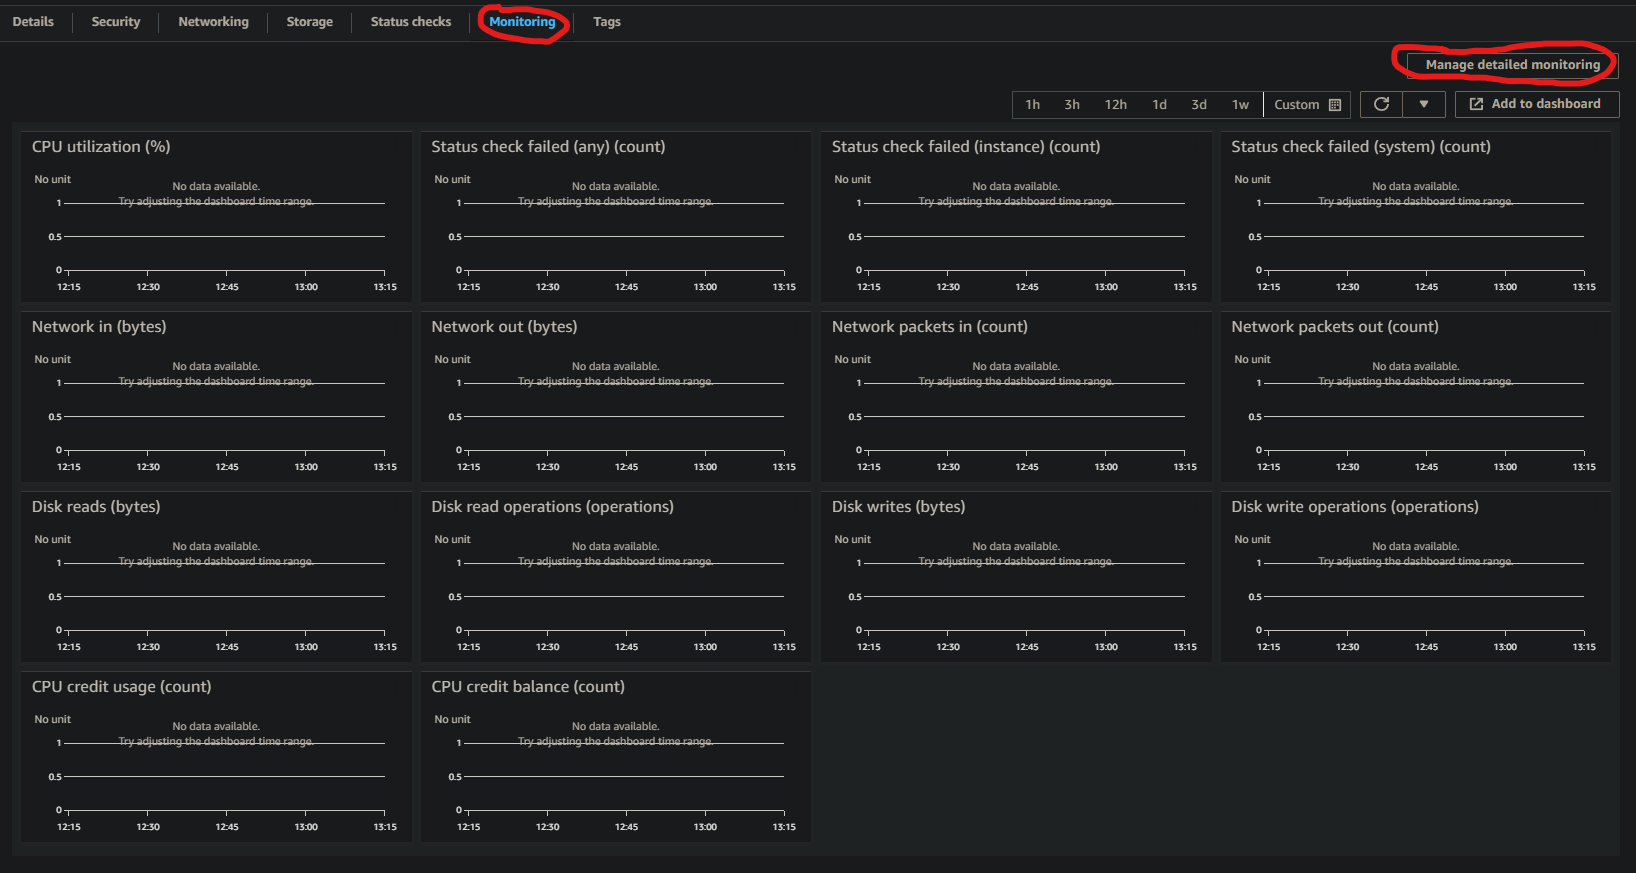 Details Security Networking Storage Status checks Monitoring Tags
Manage detailed monitoring
1h 3h 12h 1d 3d 1w Custom Add to dashboard
CPU utilization (%) Status check failed (any) (count) Status check failed (instance) (count) Status check failed (system) (count)
No unit No unit No unit No unit
No data available. No data available. No data available. No data available.
Try adjusting the dashboard time range. Try adjusting the dashboard time range. Try adjusting the dashboard time range. Try adjusting the dashboard time range.
1 1 1 1
0.5 0.5 0.5 0.5
0 0 0 0
12:15 12:30 12:45 13:00 13:15 12:15 12:30 12:45 13:00 13:15 12:15 12:30 12:45 13:00 13:15 12:15 12:30 12:45 13:00 13:15
Network in (bytes) Network out (bytes) Network packets in (count) Network packets out (count)
No unit No unit No unit No unit
No data available. No data available. No data available. No data available.
Try adjusting the dashboard time range. Try adjusting the dashboard time range. Try adjusting the dashboard time range. Try adjusting the dashboard time range.
1 1 1 1
0.5 0.5 0.5 0.5
0 0 0 0
12:15 12:30 12:45 13:00 13:15 12:15 12:30 12:45 13:00 13:15 12:15 12:30 12:45 13:00 13:15 12:15 12:30 12:45 13:00 13:15
Disk reads (bytes) Disk read operations (operations) Disk writes (bytes) Disk write operations (operations)
No unit No unit No unit No unit
No data available. No data available. No data available. No data available.
Try adjusting the dashboard time range. Try adjusting the dashboard time range. Try adjusting the dashboard time range. Try adjusting the dashboard time range.
1 1 1 1
0.5 0.5 0.5 0.5
0 0 0 0
12:15 12:30 12:45 13:00 13:15 12:15 12:30 12:45 13:00 13:15 12:15 12:30 12:45 13:00 13:15 12:15 12:30 12:45 13:00 13:15
CPU credit usage (count) CPU credit balance (count)
No unit No unit
No data available. No data available.
Try adjusting the dashboard time range. Try adjusting the dashboard time range.
1 1
0.5 0.5
0 0
12:15 12:30 12:45 13:00 13:15 12:15 12:30 12:45 13:00 13:15